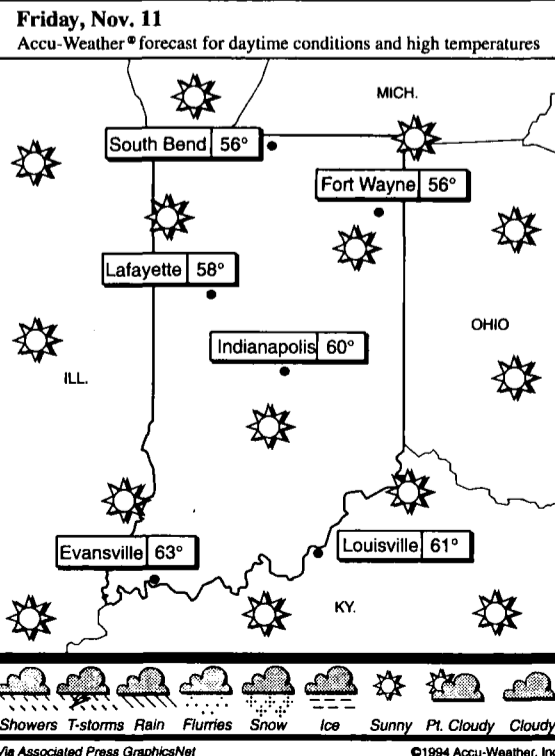 Friday, Nov. 11
Accu-Weather® forecast for daytime conditions and high temperatures
MICH.
South Bend 56°
Fort Wayne 56°
Lafayette 58°
OHIO
Indianapolis 60°
ILL.
Evansville 63°
Louisville 61°
KY.
Showers T-storms Rain Flurries Snow Ice Sunny Pt. Cloudy Cloudy
Via Associated Press GraphicsNet
©1994 Accu-Weather, Inc